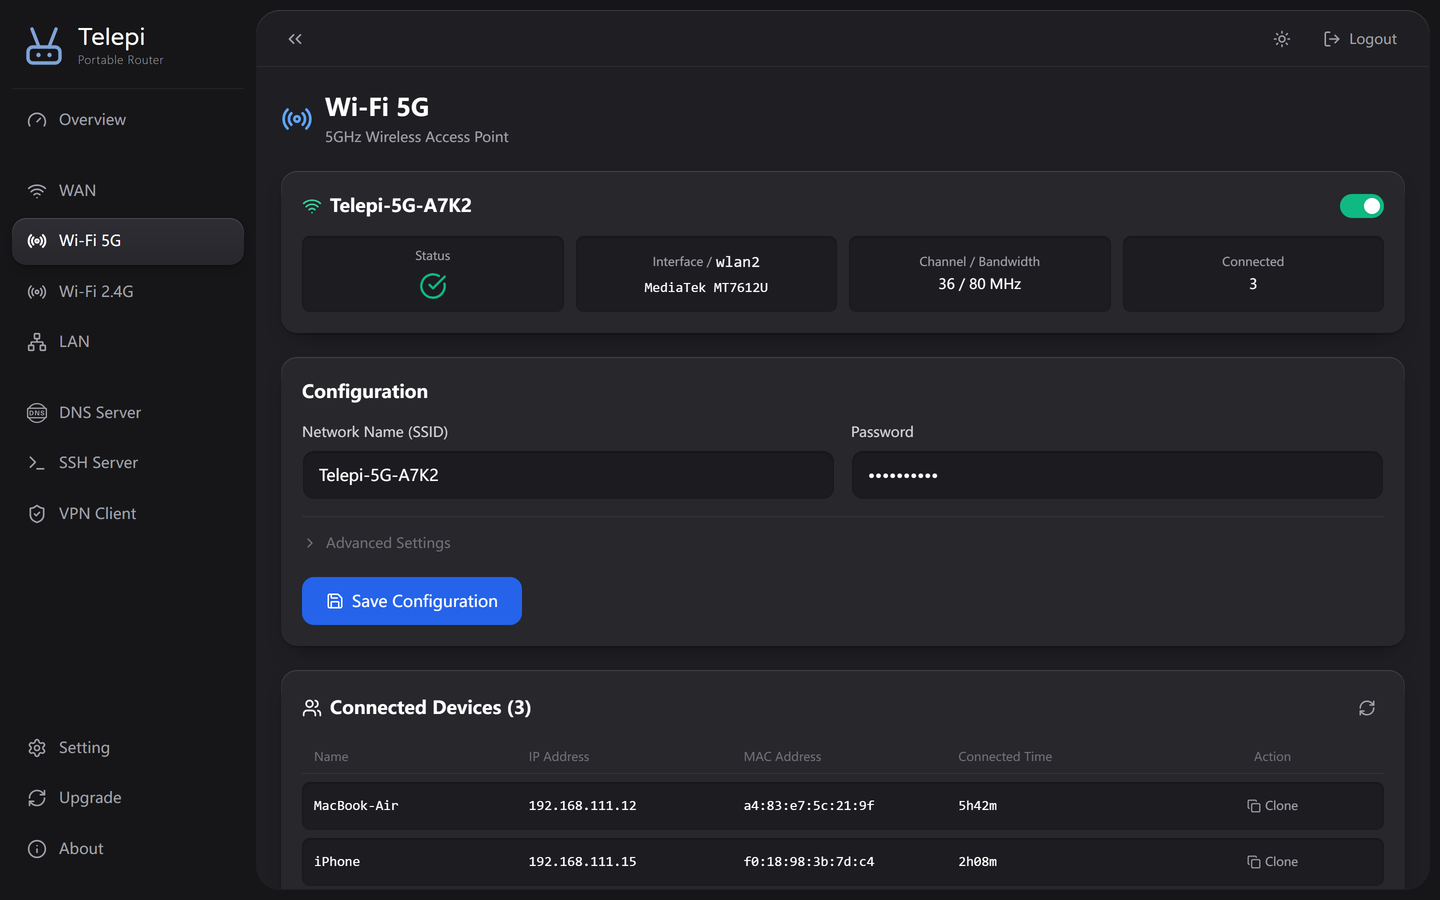 Telepi
Portable Router
Overview
WAN
Wi-Fi 5G
Wi-Fi 2.4G
LAN
DNS
DNS Server
SSH Server
VPN Client
Setting
Upgrade
About
Logout
Wi-Fi 5G
5GHz Wireless Access Point
Telepi-5G-A7K2
Status
Interface / wlan2
MediaTek MT7612U
Channel / Bandwidth
36 / 80 MHz
Connected
3
Configuration
Network Name (SSID)
Password
Telepi-5G-A7K2
••••••••••
Advanced Settings
Save Configuration
Connected Devices (3)
Name IP Address MAC Address Connected Time Action
MacBook-Air 192.168.111.12 a4:83:e7:5c:21:9f 5h42m Clone
iPhone 192.168.111.15 f0:18:98:3b:7d:c4 2h08m Clone